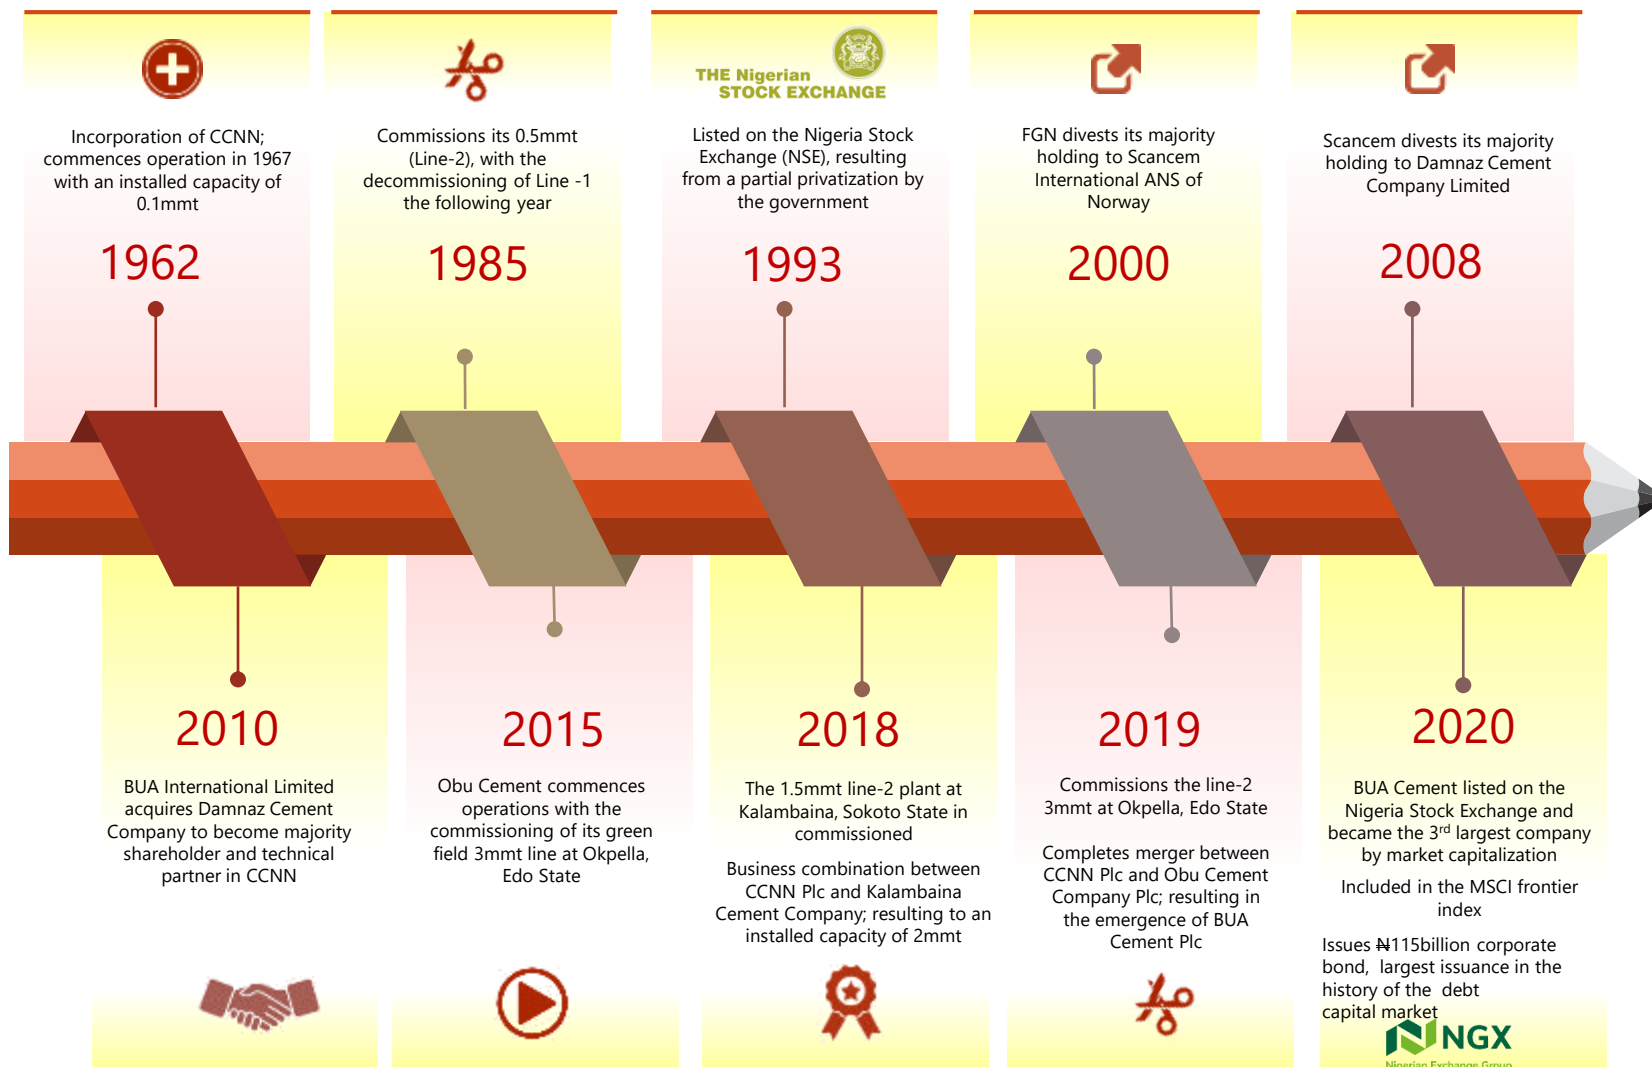 THE Nigerian
STOCK EXCHANGE
Incorporation of CCNN;
commences operation in 1967
with an installed capacity of
0.1mmt
1962
Commissions its 0.5mmt
(Line-2), with the
decommissioning of Line -1
the following year
1985
Listed on the Nigeria Stock
Exchange (NSE), resulting
from a partial privatization by
the government
1993
FGN divests its majority
holding to Scancem
International ANS of
Norway
2000
Scancem divests its majority
holding to Damnaz Cement
Company Limited
2008
2010
BUA International Limited
acquires Damnaz Cement
Company to become majority
shareholder and technical
partner in CCNN
2015
Obu Cement commences
operations with the
commissioning of its green
field 3mmt line at Okpella,
Edo State
2018
The 1.5mmt line-2 plant at
Kalambaina, Sokoto State in
commissioned
Business combination between
CCNN Plc and Kalambaina
Cement Company; resulting to an
installed capacity of 2mmt
2019
Commissions the line-2
3mmt at Okpella, Edo State
Completes merger between
CCNN Plc and Obu Cement
Company Plc; resulting in
the emergence of BUA
Cement Plc
2020
BUA Cement listed on the
Nigeria Stock Exchange and
became the 3rd largest company
by market capitalization
Included in the MSCI frontier
index
Issues ₦115billion corporate
bond, largest issuance in the
history of the debt
capital market
NGX
Nigerian Exchange Group